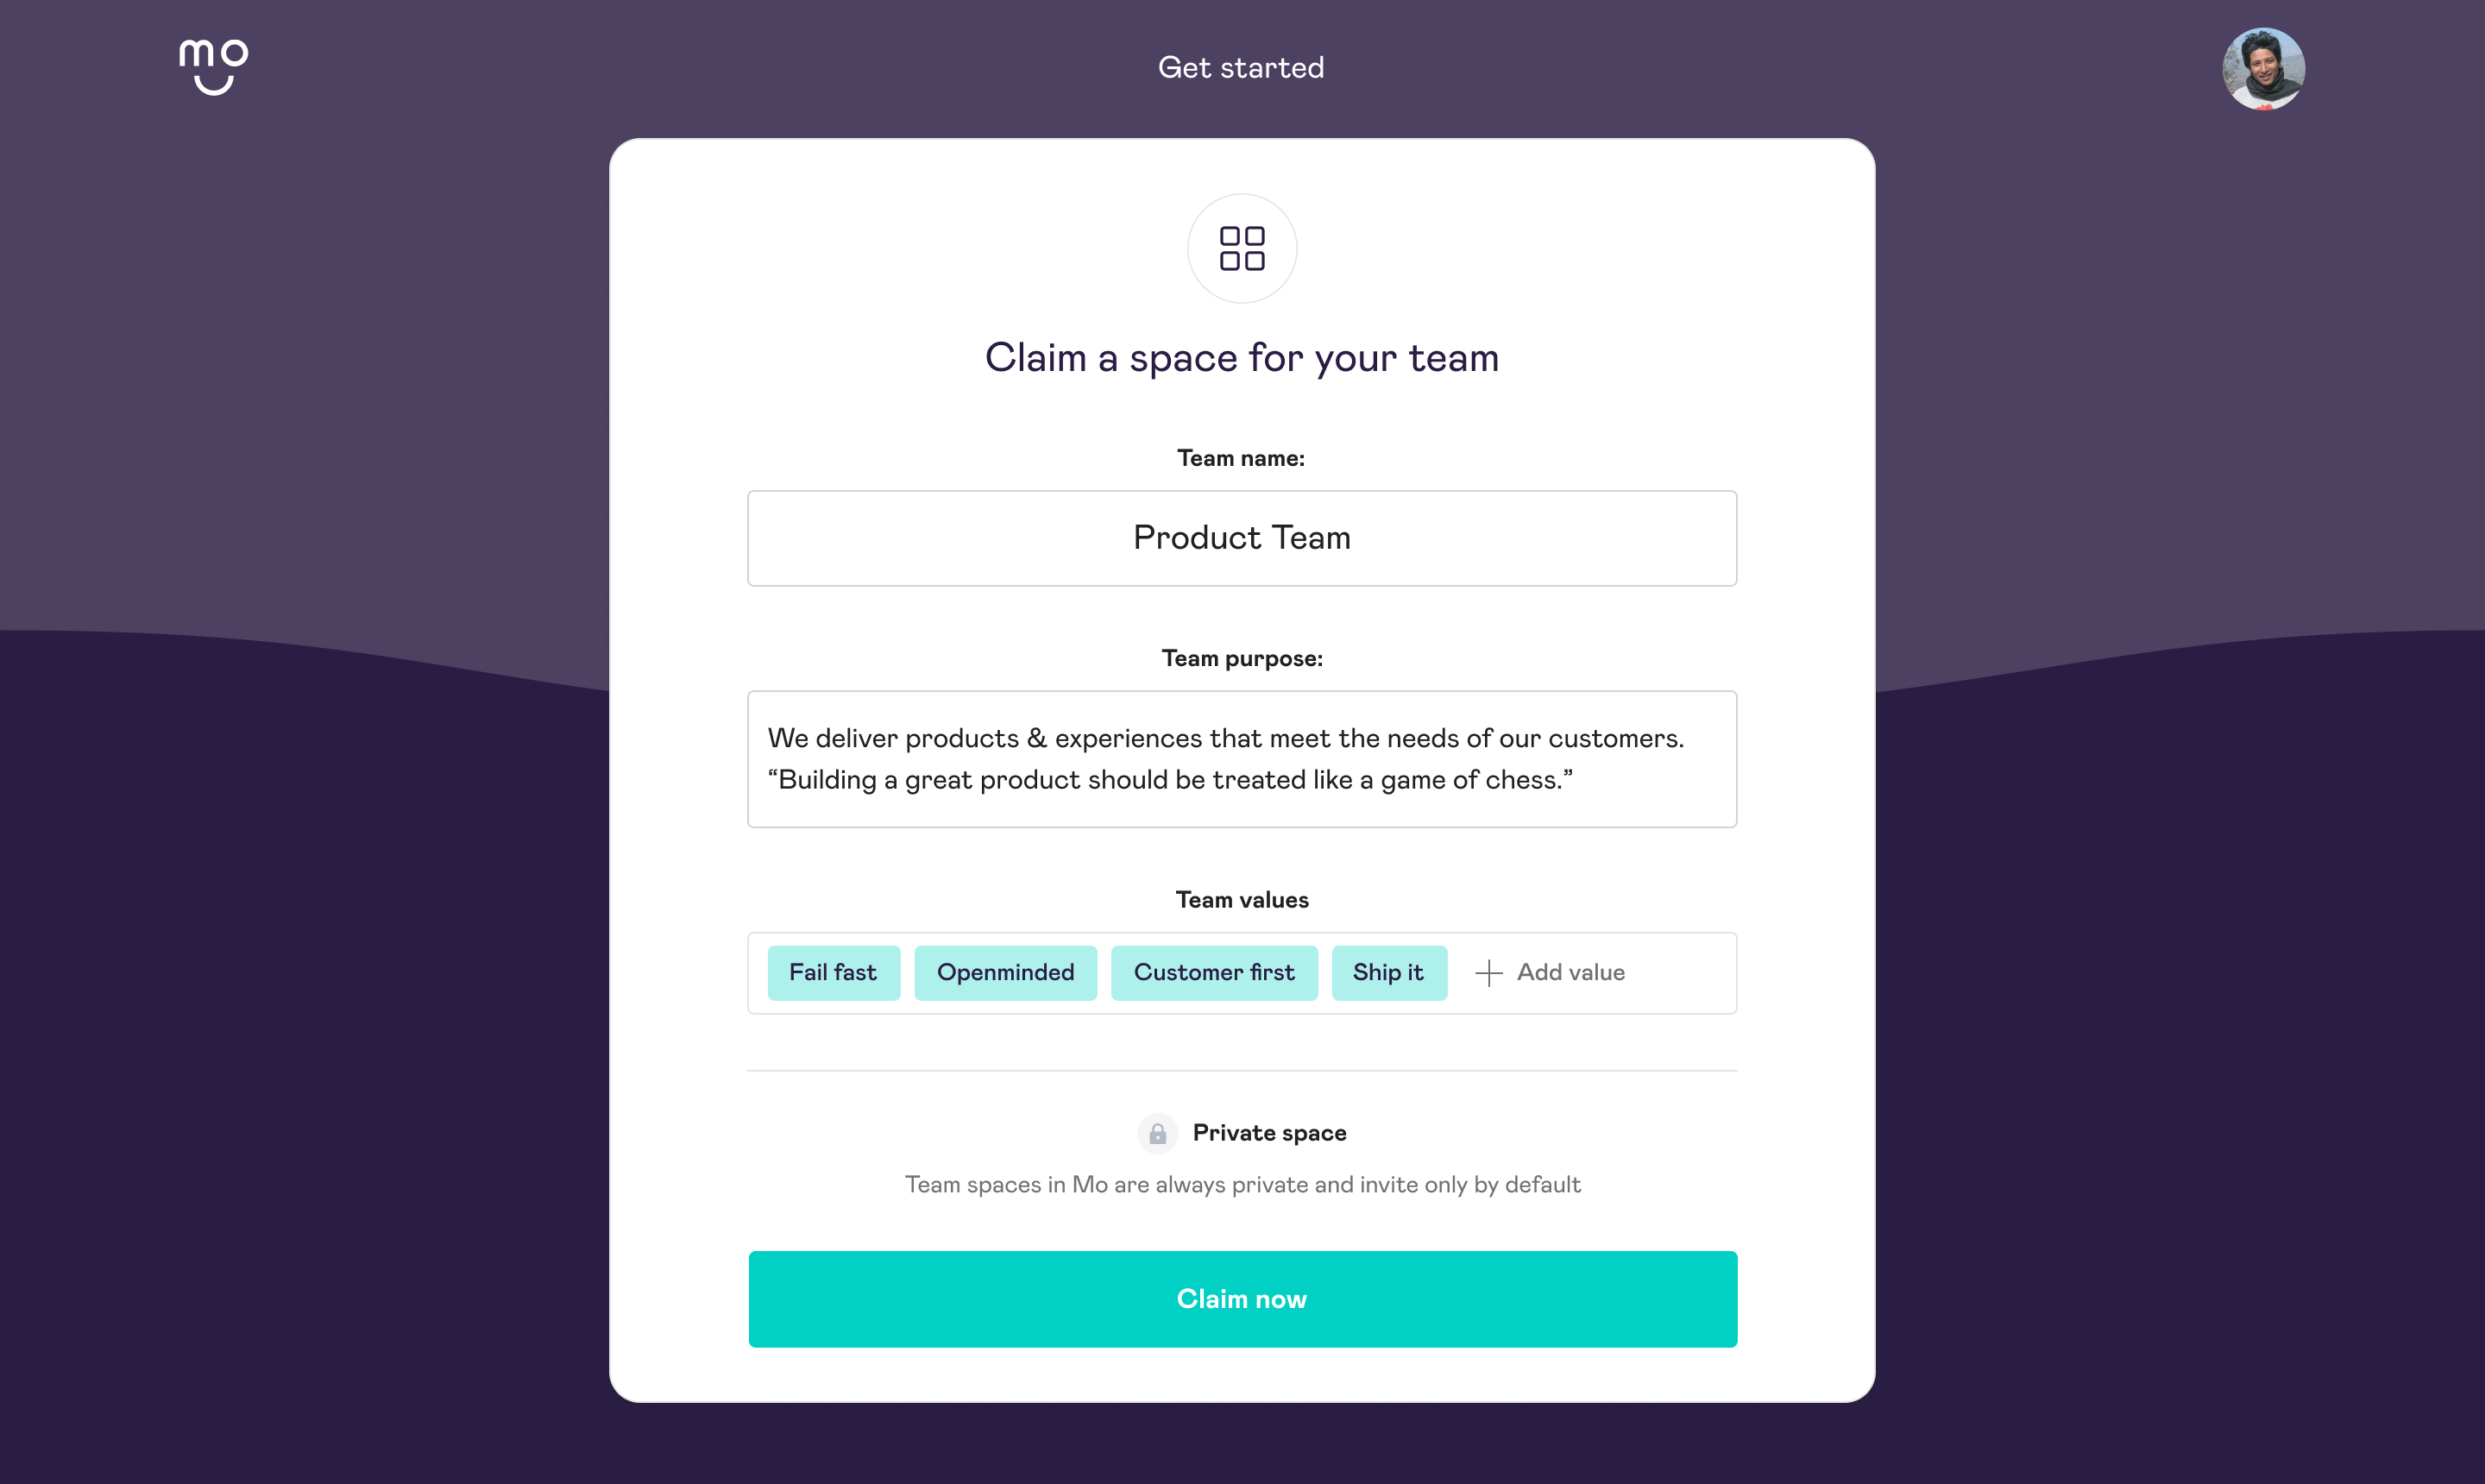 mo
Get started
Claim a space for your team
Team name:
Product Team
Team purpose:
We deliver products & experiences that meet the needs of our customers.
“Building a great product should be treated like a game of chess.”
Team values
Fail fast
Openminded
Customer first
Ship it
Add value
Private space
Team spaces in Mo are always private and invite only by default
Claim now